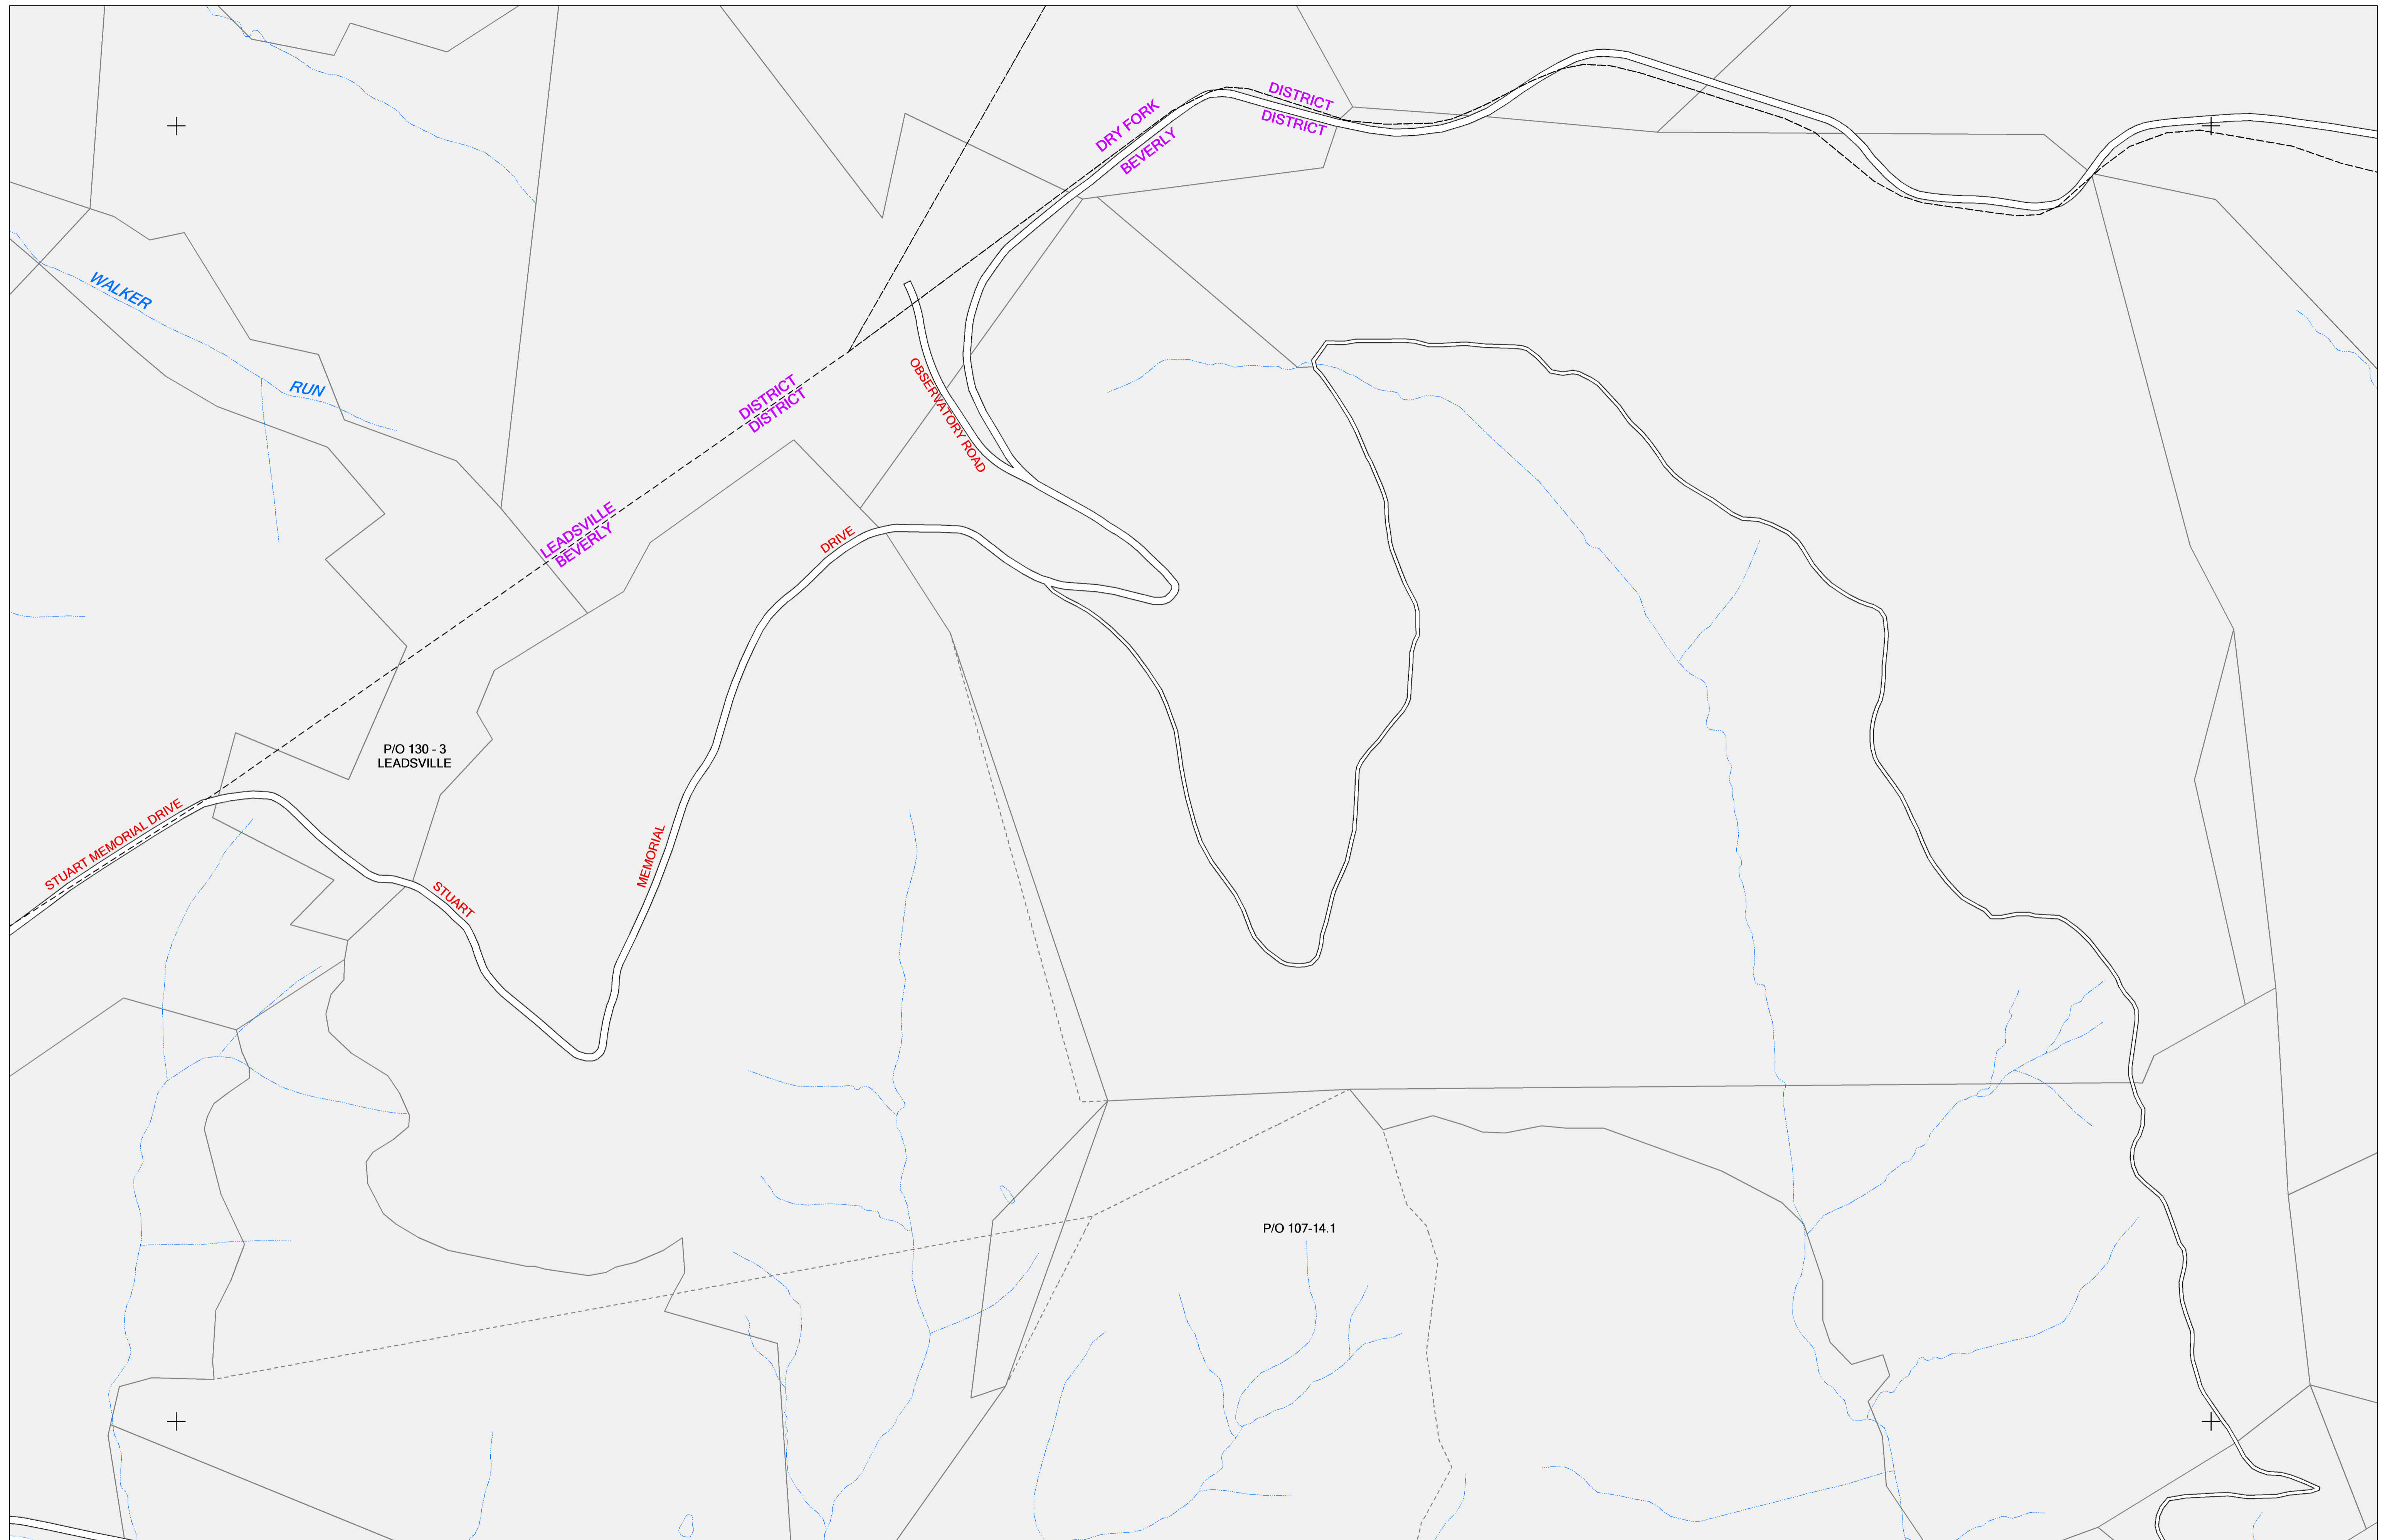 DRY FORK
DISTRICT
BEVERLY
DISTRICT
WALKER
RUN
OBSERVATORY ROAD
DISTRICT
DISTRICT
LEADSVILLE
BEVERLY
DRIVE
P/O 130 - 3
LEADSVILLE
STUART MEMORIAL DRIVE
STUART
MEMORIAL
P/O 107-14.1